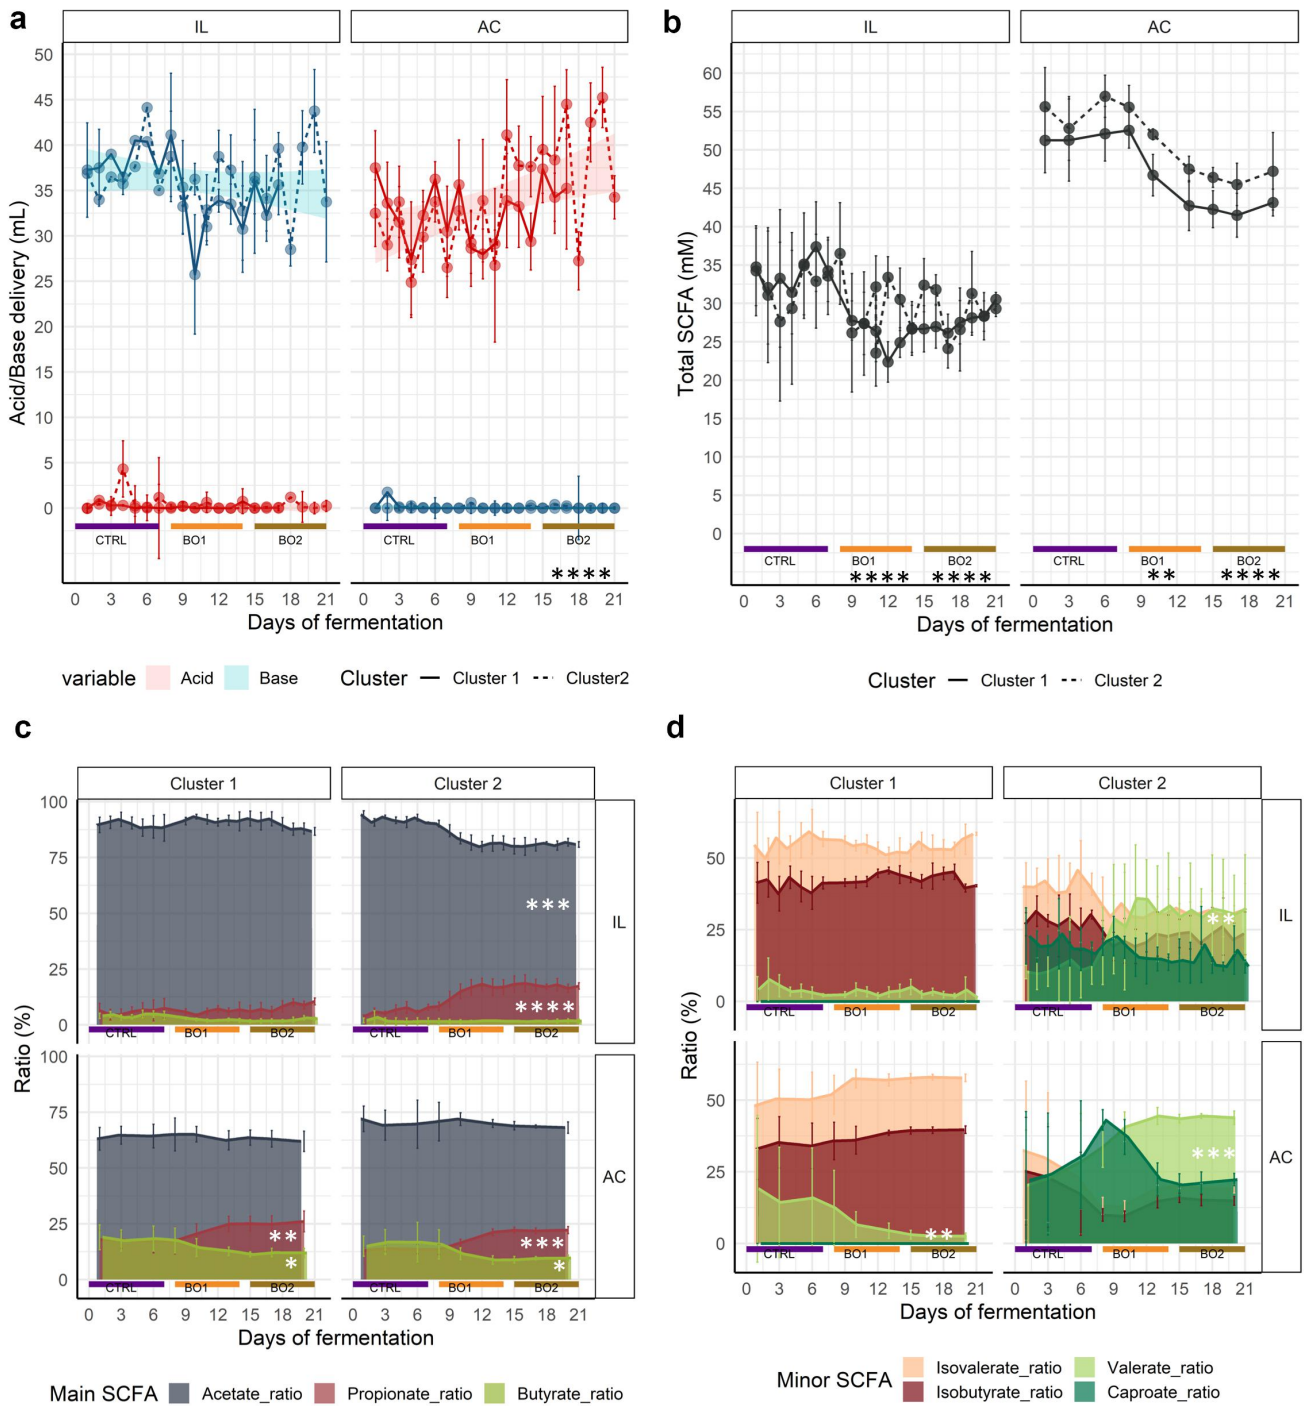 a
IL
AC
Acid/Base delivery (mL)
50
45
40
35
30
25
20
15
10
5
0
CTRL
BO1
BO2
CTRL
BO1
BO2
****
0 3 6 9 12 15 18 21
0 3 6 9 12 15 18 21
Days of fermentation
variable Acid Base Cluster Cluster 1 Cluster2
b
IL
AC
Total SCFA (mM)
60
55
50
45
40
35
30
25
20
15
10
5
0
CTRL
BO1
BO2
CTRL
BO1
BO2
****
****
**
****
0 3 6 9 12 15 18 21
0 3 6 9 12 15 18 21
Days of fermentation
Cluster Cluster 1 Cluster 2
c
Cluster 1
Cluster 2
IL
AC
Ratio (%)
100
75
50
25
0
***
****
CTRL
BO1
BO2
CTRL
BO1
BO2
100
75
50
25
0
**
*
***
*
CTRL
BO1
BO2
CTRL
BO1
BO2
0 3 6 9 12 15 18 21
0 3 6 9 12 15 18 21
Days of fermentation
Main SCFA Acetate_ratio Propionate_ratio Butyrate_ratio
d
Cluster 1
Cluster 2
IL
AC
Ratio (%)
50
25
0
**
CTRL
BO1
BO2
CTRL
BO1
BO2
50
25
0
**
***
CTRL
BO1
BO2
CTRL
BO1
BO2
0 3 6 9 12 15 18 21
0 3 6 9 12 15 18 21
Days of fermentation
Minor SCFA
Isovalerate_ratio
Valerate_ratio
Isobutyrate_ratio
Caproate_ratio